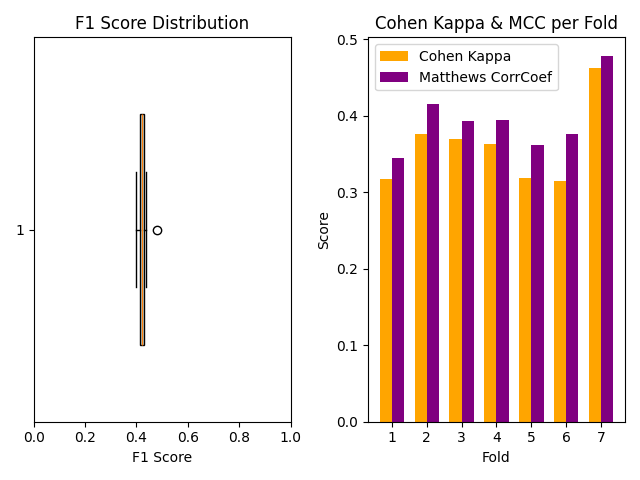 F1 Score Distribution
1
0.0 0.2 0.4 0.6 0.8 1.0
F1 Score
Cohen Kappa & MCC per Fold
Cohen Kappa
Matthews CorrCoef
0.5
0.4
0.3
0.2
0.1
0.0
Score
1 2 3 4 5 6 7
Fold